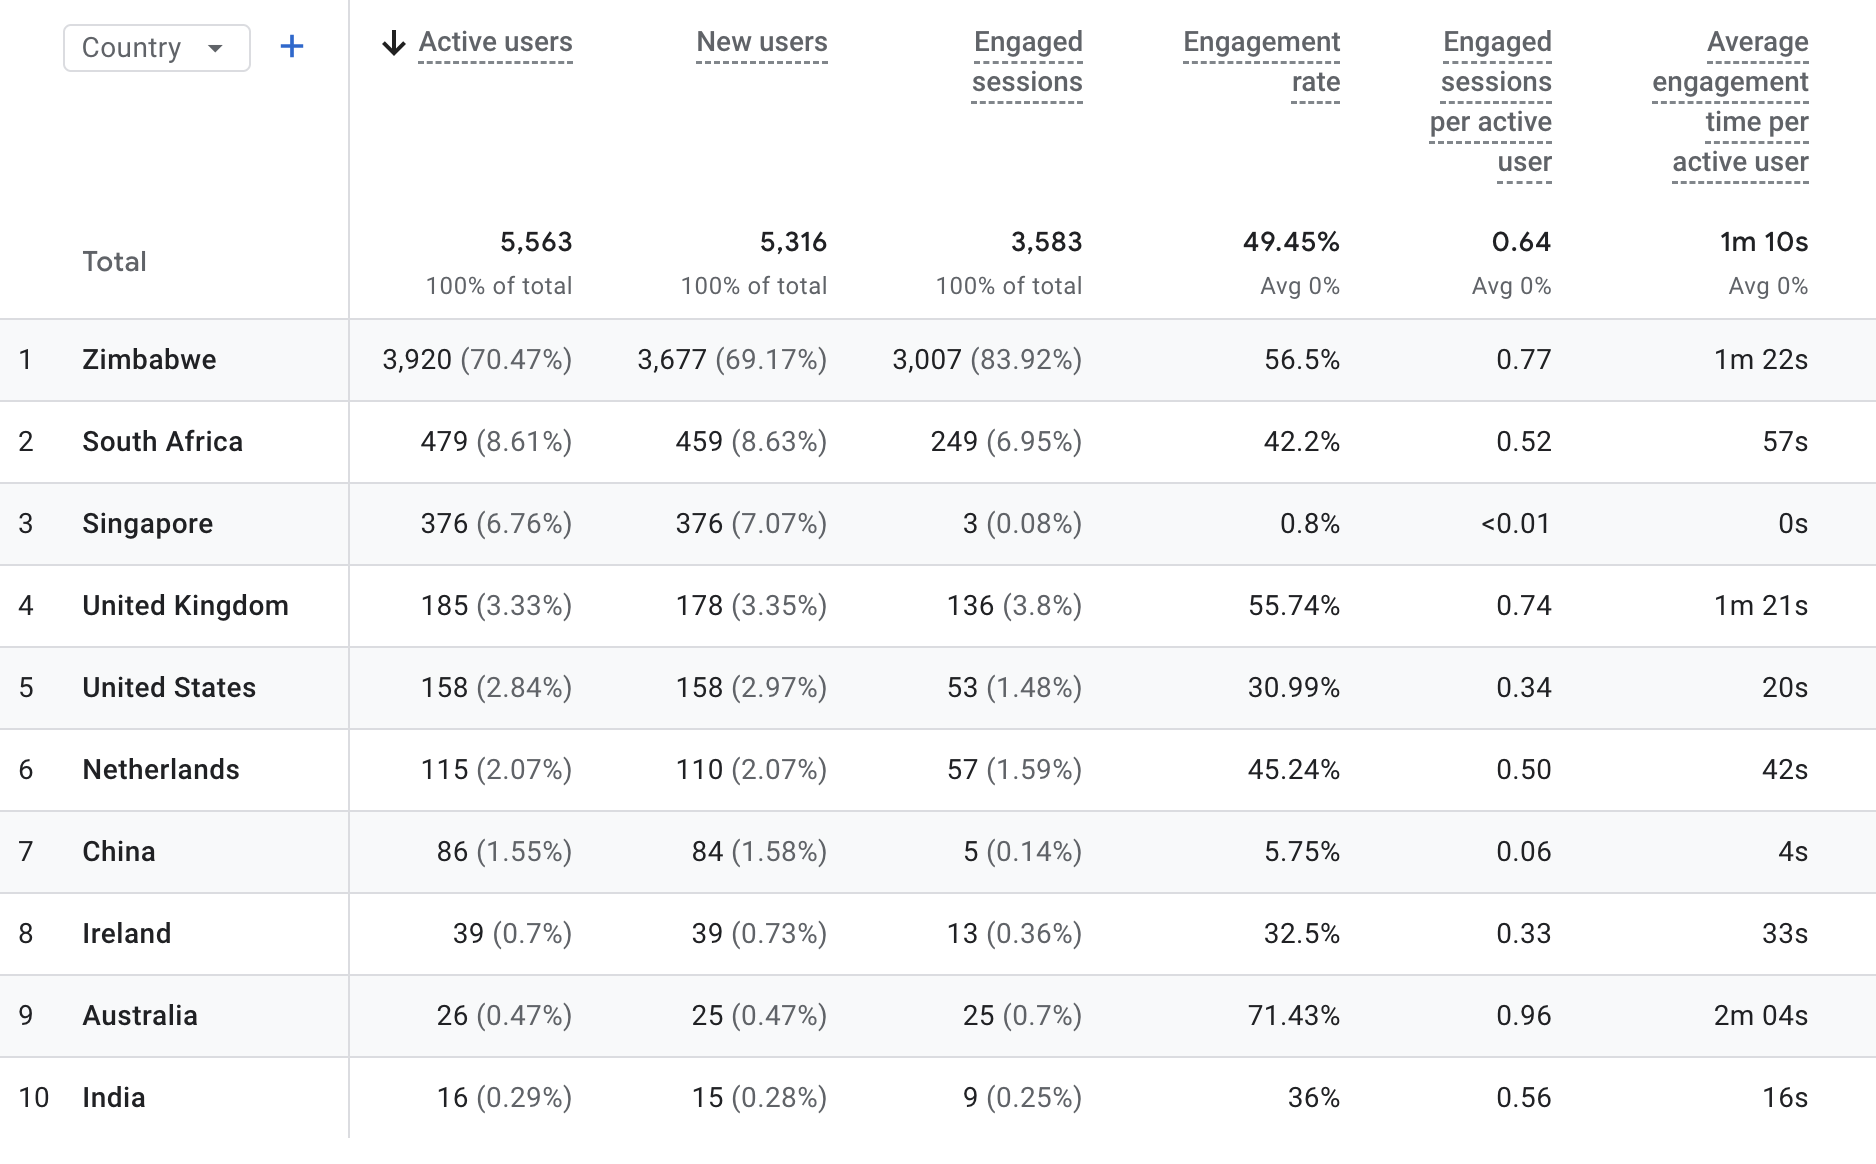 Country + ↓ Active users New users Engaged sessions Engagement rate Engaged sessions per active user Average engagement time per active user
Total 5,563 5,316 3,583 49.45% 0.64 1m 10s
100% of total 100% of total 100% of total Avg 0% Avg 0% Avg 0%
1 Zimbabwe 3,920 (70.47%) 3,677 (69.17%) 3,007 (83.92%) 56.5% 0.77 1m 22s
2 South Africa 479 (8.61%) 459 (8.63%) 249 (6.95%) 42.2% 0.52 57s
3 Singapore 376 (6.76%) 376 (7.07%) 3 (0.08%) 0.8% <0.01 0s
4 United Kingdom 185 (3.33%) 178 (3.35%) 136 (3.8%) 55.74% 0.74 1m 21s
5 United States 158 (2.84%) 158 (2.97%) 53 (1.48%) 30.99% 0.34 20s
6 Netherlands 115 (2.07%) 110 (2.07%) 57 (1.59%) 45.24% 0.50 42s
7 China 86 (1.55%) 84 (1.58%) 5 (0.14%) 5.75% 0.06 4s
8 Ireland 39 (0.7%) 39 (0.73%) 13 (0.36%) 32.5% 0.33 33s
9 Australia 26 (0.47%) 25 (0.47%) 25 (0.7%) 71.43% 0.96 2m 04s
10 India 16 (0.29%) 15 (0.28%) 9 (0.25%) 36% 0.56 16s